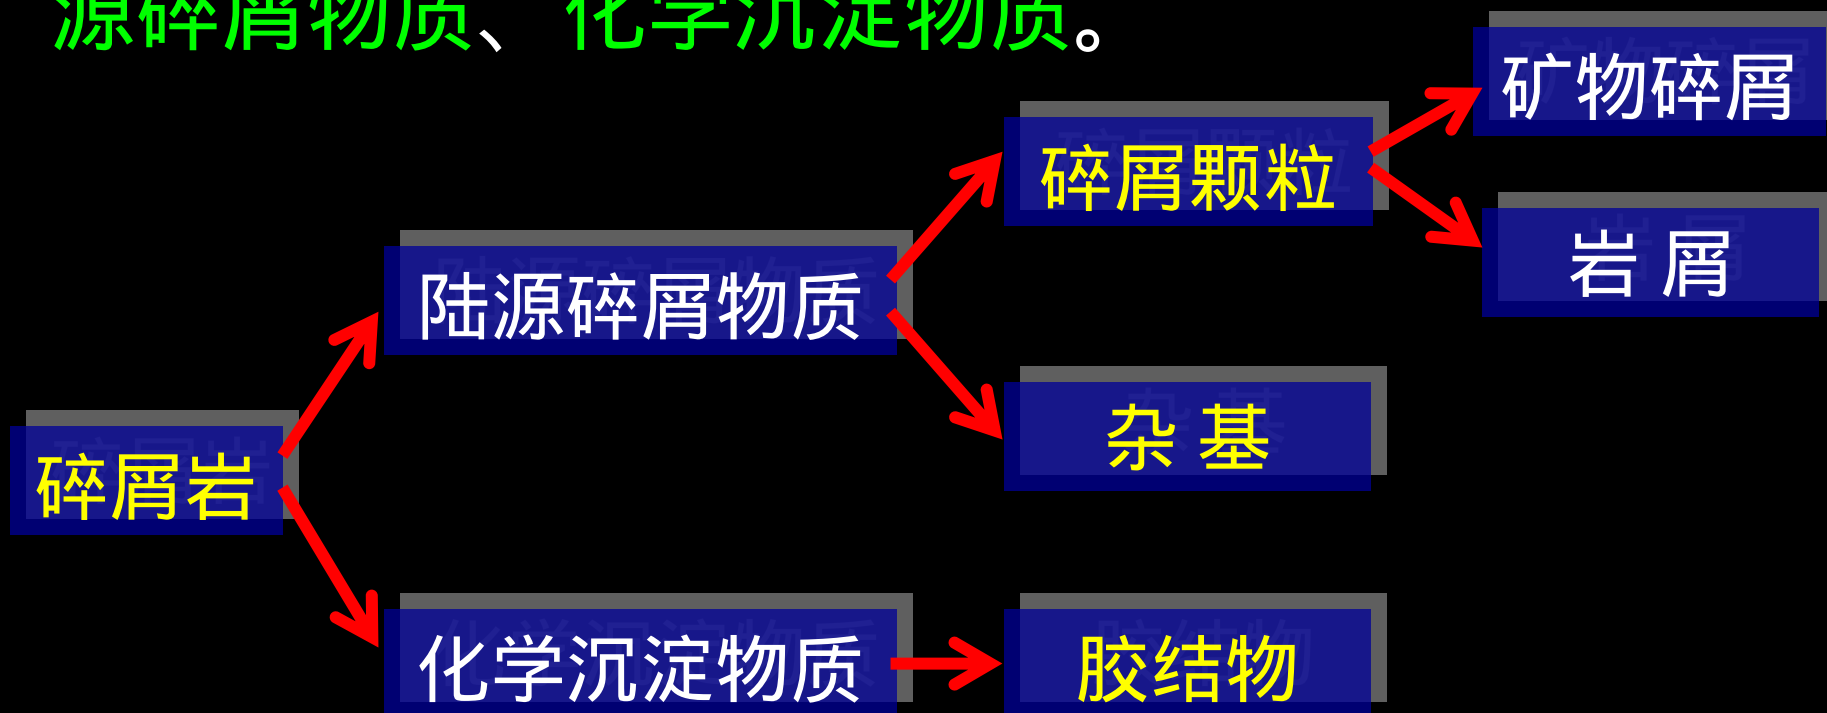 源碎屑物质、化学沉淀物质。
矿物碎屑
碎屑颗粒
岩 屑
陆源碎屑物质
杂 基
碎屑岩
化学沉淀物质
胶结物